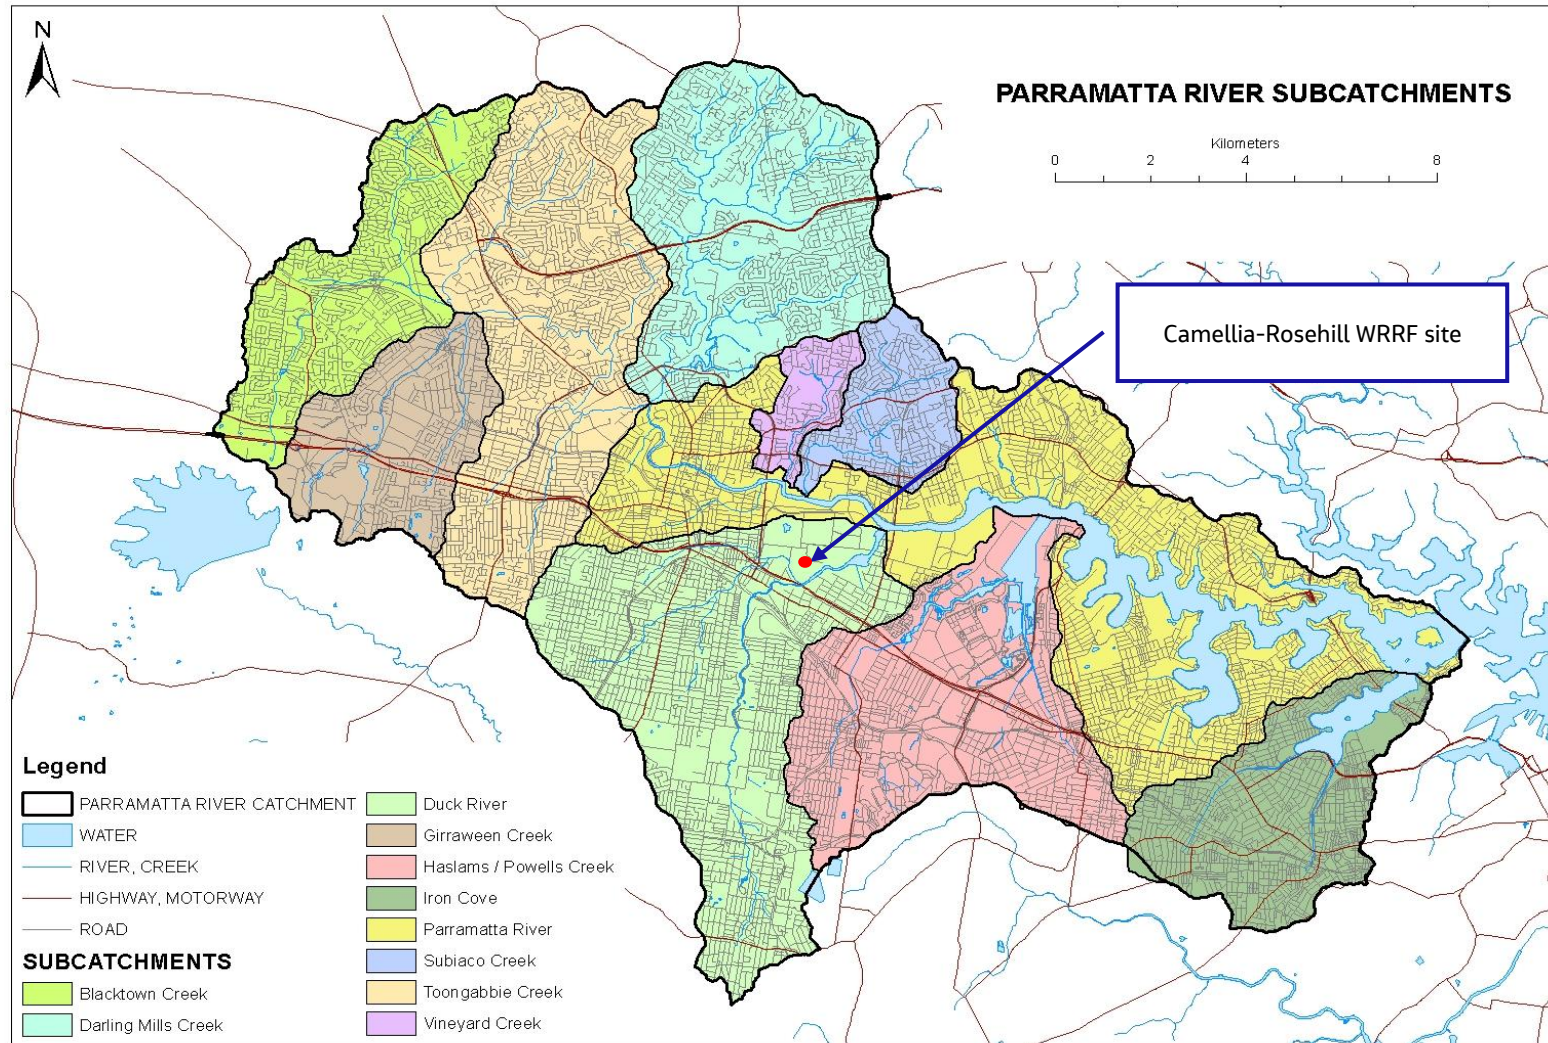 N
PARRAMATTA RIVER SUBCATCHMENTS
Kilometers
0 2 4 8
Camellia-Rosehill WRRF site
Legend
PARRAMATTA RIVER CATCHMENT
WATER
RIVER, CREEK
HIGHWAY, MOTORWAY
ROAD
SUBCATCHMENTS
Blacktown Creek
Darling Mills Creek
Duck River
Girraween Creek
Haslams / Powells Creek
Iron Cove
Parramatta River
Subiaco Creek
Toongabbie Creek
Vineyard Creek